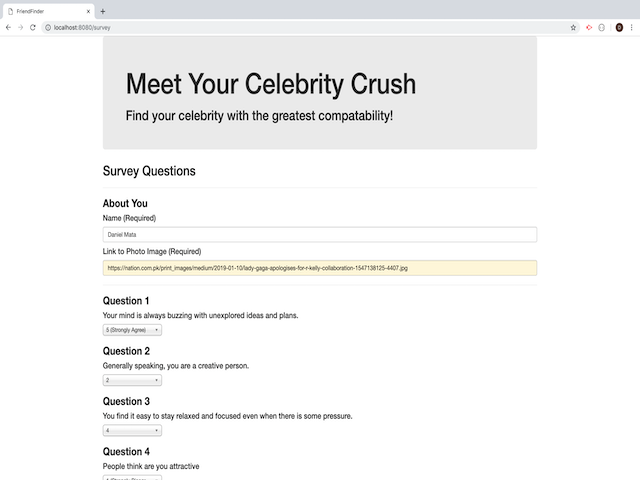 FriendFinder
localhost:8080/survey
Meet Your Celebrity Crush
Find your celebrity with the greatest compatability!
Survey Questions
About You
Name (Required)
Daniel Mata
Link to Photo Image (Required)
https://nation.com.pk/print_images/medium/2019-01-10/lady-gaga-apologises-for-r-kelly-collaboration-1547138125-4407.jpg
Question 1
Your mind is always buzzing with unexplored ideas and plans.
5 (Strongly Agree)
Question 2
Generally speaking, you are a creative person.
2
Question 3
You find it easy to stay relaxed and focused even when there is some pressure.
4
Question 4
People think are you attractive